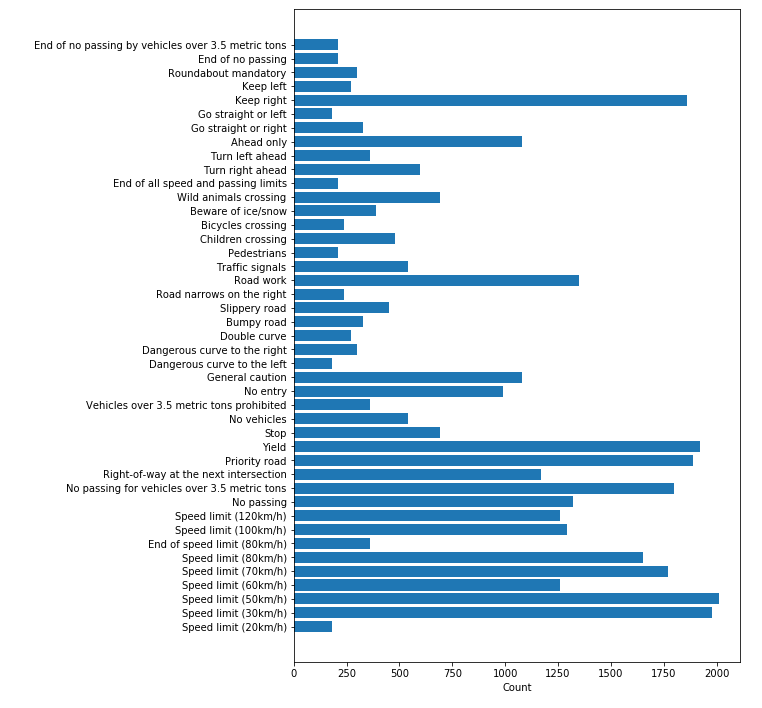 End of no passing by vehicles over 3.5 metric tons
End of no passing
Roundabout mandatory
Keep left
Keep right
Go straight or left
Go straight or right
Ahead only
Turn left ahead
Turn right ahead
End of all speed and passing limits
Wild animals crossing
Beware of ice/snow
Bicycles crossing
Children crossing
Pedestrians
Traffic signals
Road work
Road narrows on the right
Slippery road
Bumpy road
Double curve
Dangerous curve to the right
Dangerous curve to the left
General caution
No entry
Vehicles over 3.5 metric tons prohibited
No vehicles
Stop
Yield
Priority road
Right-of-way at the next intersection
No passing for vehicles over 3.5 metric tons
No passing
Speed limit (120km/h)
Speed limit (100km/h)
End of speed limit (80km/h)
Speed limit (80km/h)
Speed limit (70km/h)
Speed limit (60km/h)
Speed limit (50km/h)
Speed limit (30km/h)
Speed limit (20km/h)
0 250 500 750 1000 1250 1500 1750 2000
Count